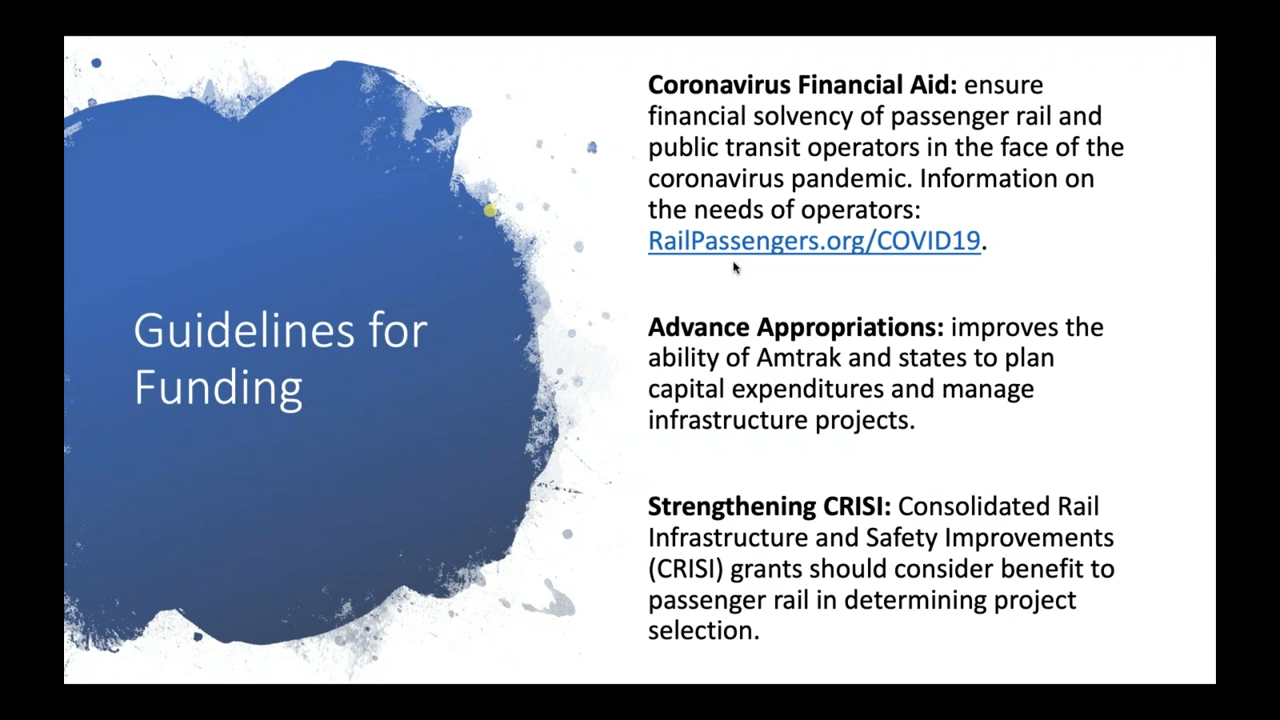 Guidelines for
Funding
Coronavirus Financial Aid: ensure
financial solvency of passenger rail and
public transit operators in the face of the
coronavirus pandemic. Information on
the needs of operators:
RailPassengers.org/COVID19.
Advance Appropriations: improves the
ability of Amtrak and states to plan
capital expenditures and manage
infrastructure projects.
Strengthening CRISI: Consolidated Rail
Infrastructure and Safety Improvements
(CRISI) grants should consider benefit to
passenger rail in determining project
selection.